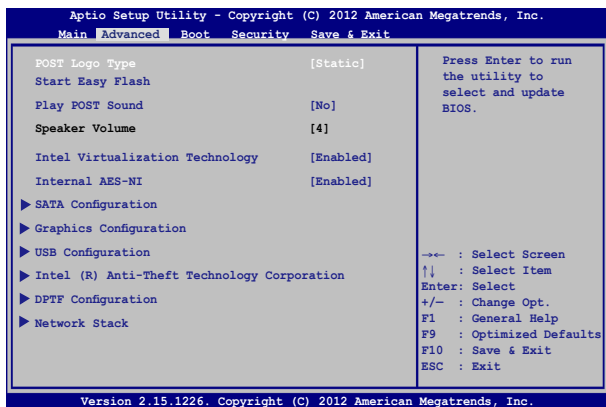 Aptio Setup Utility - Copyright (C) 2012 American Megatrends, Inc.
Main Advanced Boot Security Save & Exit
POST Logo Type [Static]
Start Easy Flash
Play POST Sound [No]
Speaker Volume [4]
Intel Virtualization Technology [Enabled]
Internal AES-NI [Enabled]
▶ SATA Configuration
▶ Graphics Configuration
▶ USB Configuration
▶ Intel (R) Anti-Theft Technology Corporation
▶ DPTF Configuration
▶ Network Stack
Press Enter to run
the utility to
select and update
BIOS.
→← : Select Screen
↑↓ : Select Item
Enter: Select
+/— : Change Opt.
F1 : General Help
F9 : Optimized Defaults
F10 : Save & Exit
ESC : Exit
Version 2.15.1226. Copyright (C) 2012 American Megatrends, Inc.